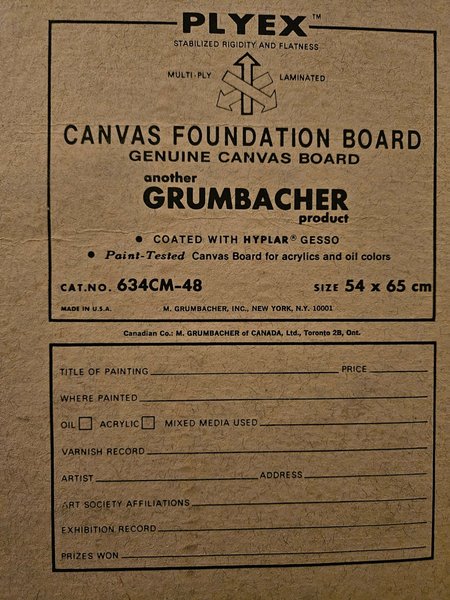 PLYEX™
STABILIZED RIGIDITY AND FLATNESS
MULTI-PLY LAMINATED
CANVAS FOUNDATION BOARD
GENUINE CANVAS BOARD
another
GRUMBACHER
product
• COATED WITH HYPLAR® GESSO
• Paint-Tested Canvas Board for acrylics and oil colors
CAT.NO. 634CM-48 SIZE 54 x 65 cm
MADE IN U.S.A. M. GRUMBACHER, INC., NEW YORK, N.Y. 10001
Canadian Co.: M. GRUMBACHER of CANADA, Ltd., Toronto 2B, Ont.
TITLE OF PAINTING PRICE
WHERE PAINTED
OIL ACRYLIC MIXED MEDIA USED
VARNISH RECORD
ARTIST ADDRESS
ART SOCIETY AFFILIATIONS
EXHIBITION RECORD
PRIZES WON